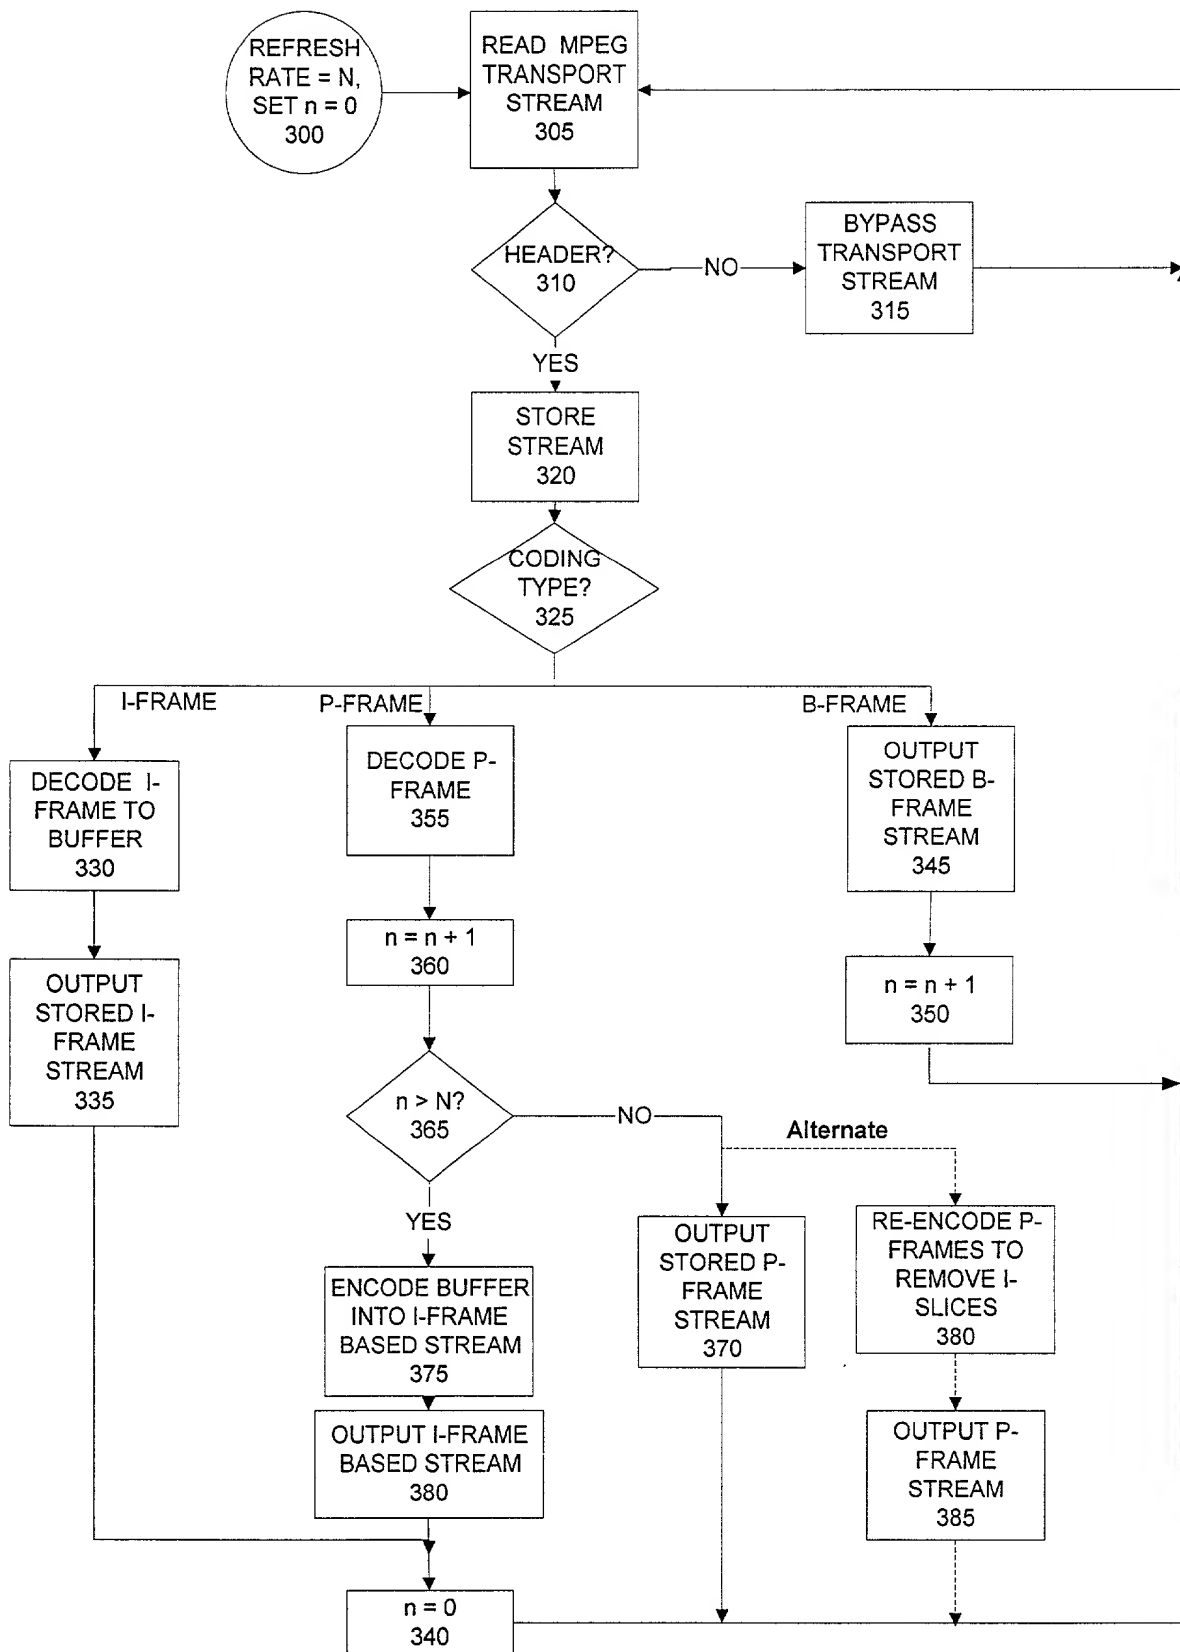 REFRESH
RATE = N,
SET n = 0
300
READ MPEG
TRANSPORT
STREAM
305
HEADER?
310
NO
BYPASS
TRANSPORT
STREAM
315
YES
STORE
STREAM
320
CODING
TYPE?
325
I-FRAME
P-FRAME
B-FRAME
DECODE I-
FRAME TO
BUFFER
330
DECODE P-
FRAME
355
OUTPUT
STORED B-
FRAME
STREAM
345
n = n + 1
360
OUTPUT
STORED I-
FRAME
STREAM
335
n = n + 1
350
n > N?
365
NO
Alternate
YES
OUTPUT
STORED P-
FRAME
STREAM
370
RE-ENCODE P-
FRAMES TO
REMOVE I-
SLICES
380
ENCODE BUFFER
INTO I-FRAME
BASED STREAM
375
OUTPUT I-FRAME
BASED STREAM
380
OUTPUT P-
FRAME
STREAM
385
n = 0
340